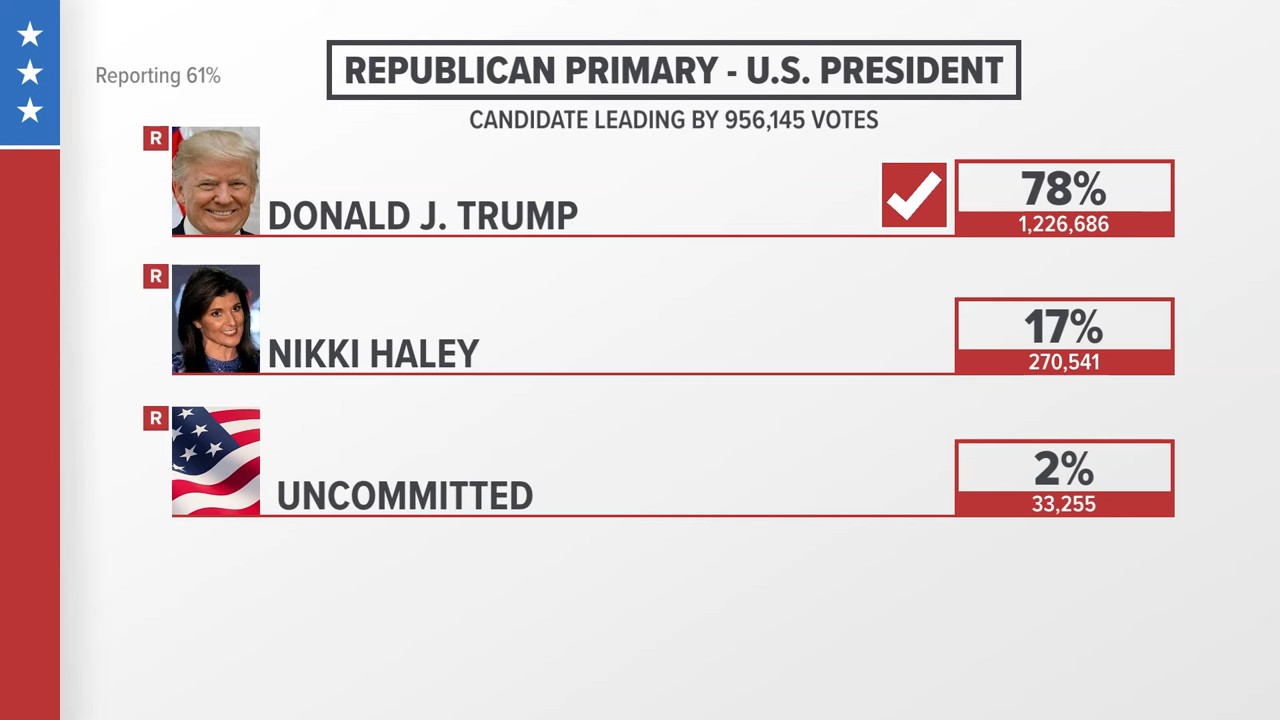 Reporting 61%
REPUBLICAN PRIMARY - U.S. PRESIDENT
CANDIDATE LEADING BY 956,145 VOTES
R
DONALD J. TRUMP
78%
1,226,686
R
NIKKI HALEY
17%
270,541
R
UNCOMMITTED
2%
33,255